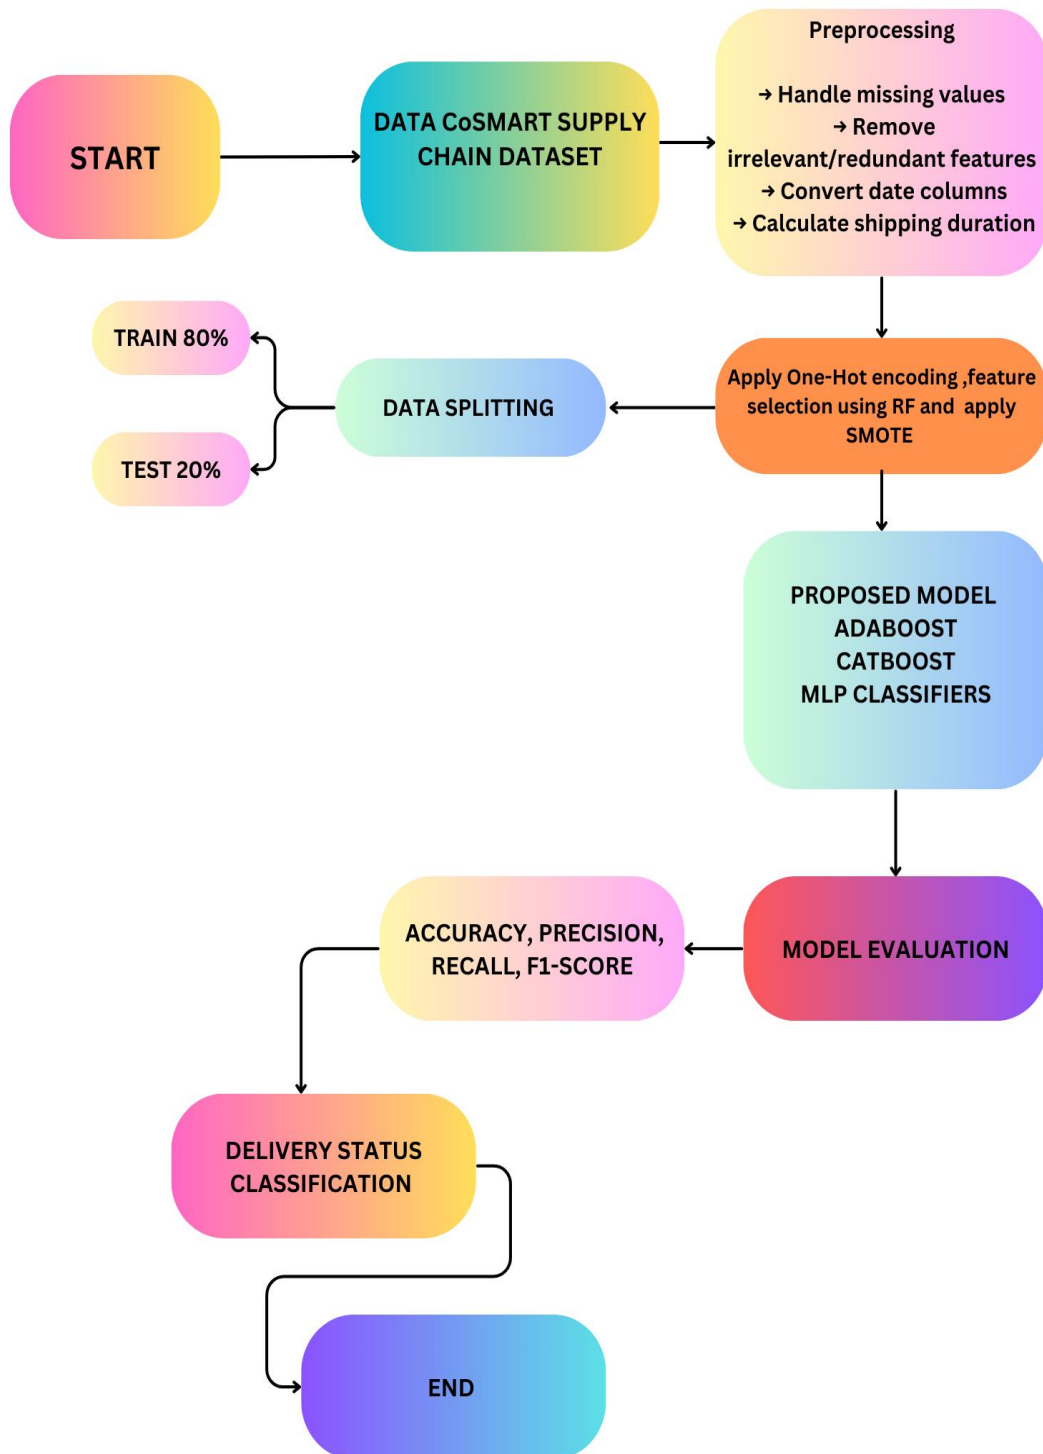 START
DATA CoSMART SUPPLY
CHAIN DATASET
Preprocessing
→ Handle missing values
→ Remove
irrelevant/redundant features
→ Convert date columns
→ Calculate shipping duration
Apply One-Hot encoding ,feature
selection using RF and apply
SMOTE
DATA SPLITTING
TRAIN 80%
TEST 20%
PROPOSED MODEL
ADABOOST
CATBOOST
MLP CLASSIFIERS
MODEL EVALUATION
ACCURACY, PRECISION,
RECALL, F1-SCORE
DELIVERY STATUS
CLASSIFICATION
END